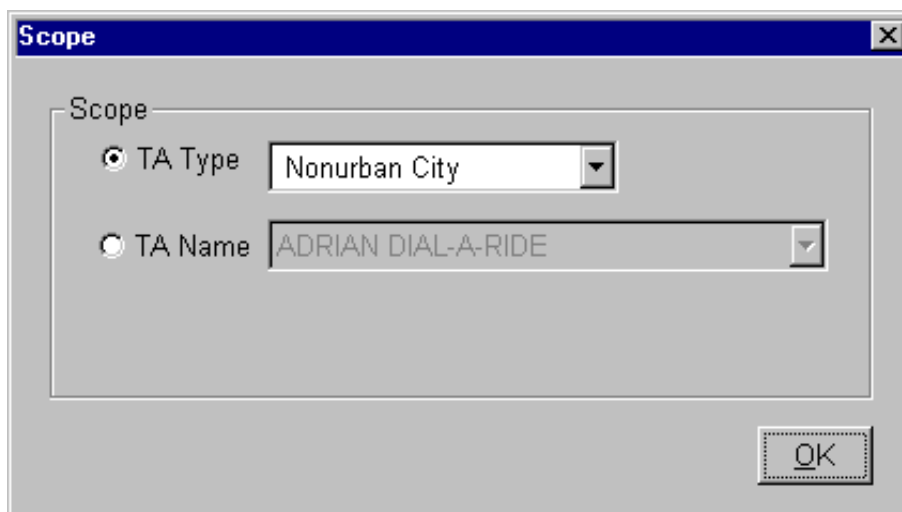 Scope
Scope
TA Type Nonurban City
TA Name ADRIAN DIAL-A-RIDE
OK